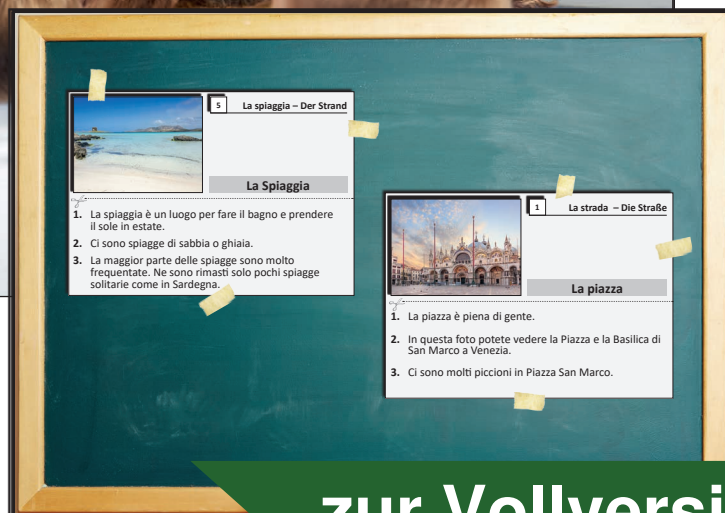 5
La spiaggia – Der Strand
La Spiaggia
1. La spiaggia è un luogo per fare il bagno e prendere
il sole in estate.
2. Ci sono spiagge di sabbia o ghiaia.
3. La maggior parte delle spiagge sono molto
frequentate. Ne sono rimasti solo pochi spiagge
solitarie come in Sardegna.
1
La strada – Die Straße
La piazza
1. La piazza è piena di gente.
2. In questa foto potete vedere la Piazza e la Basilica di
San Marco a Venezia.
3. Ci sono molti piccioni in Piazza San Marco.
zur